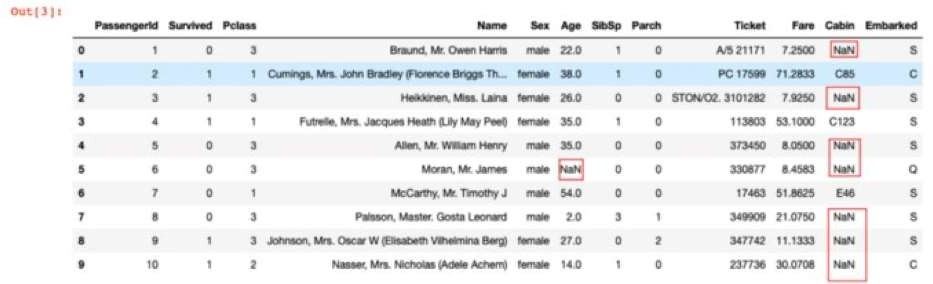 Out[3]:
PassengerId Survived Pclass Name Sex Age SibSp Parch Ticket Fare Cabin Embarked
0 1 0 3 Braund, Mr. Owen Harris male 22.0 1 0 A/5 21171 7.2500 NaN S
1 2 1 1 Cumings, Mrs. John Bradley (Florence Briggs Th... female 38.0 1 0 PC 17599 71.2833 C85 C
2 3 1 3 Heikkinen, Miss. Laina female 26.0 0 0 STON/O2. 3101282 7.9250 NaN S
3 4 1 1 Futrelle, Mrs. Jacques Heath (Lily May Peel) female 35.0 1 0 113803 53.1000 C123 S
4 5 0 3 Allen, Mr. William Henry male 35.0 0 0 373450 8.0500 NaN S
5 6 0 3 Moran, Mr. James male NaN 0 0 330877 8.4583 NaN Q
6 7 0 1 McCarthy, Mr. Timothy J male 54.0 0 0 17463 51.8625 E46 S
7 8 0 3 Palsson, Master. Gosta Leonard male 2.0 3 1 349909 21.0750 NaN S
8 9 1 3 Johnson, Mrs. Oscar W (Elisabeth Vilhelmina Berg) female 27.0 0 2 347742 11.1333 NaN S
9 10 1 2 Nasser, Mrs. Nicholas (Adele Achem) female 14.0 1 0 237736 30.0708 NaN C